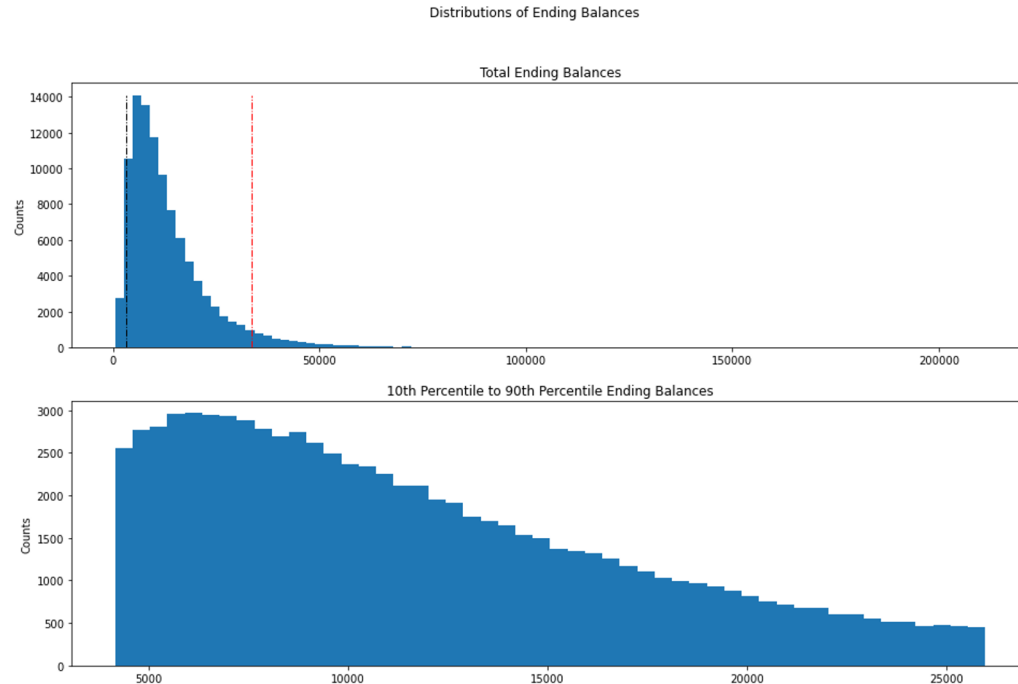 Distributions of Ending Balances
Total Ending Balances
14000
12000
10000
8000
6000
4000
2000
0
Counts
0 50000 100000 150000 200000
10th Percentile to 90th Percentile Ending Balances
3000
2500
2000
1500
1000
500
0
Counts
5000 10000 15000 20000 25000